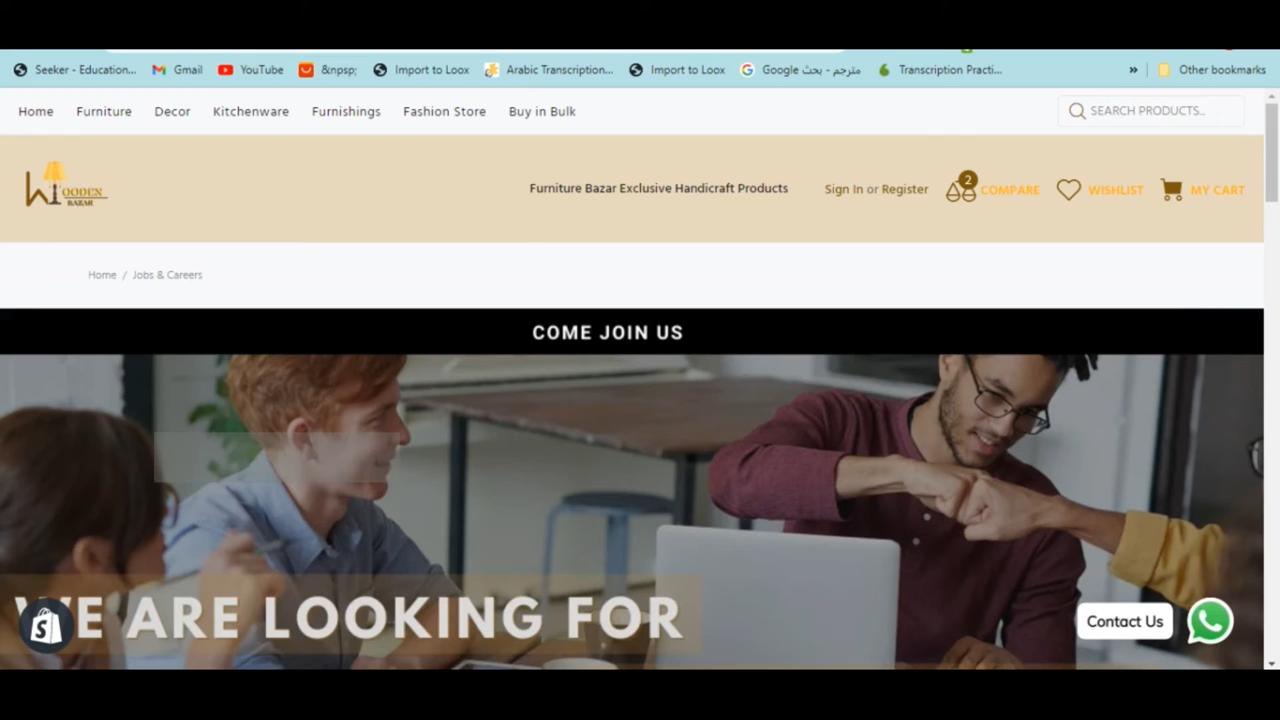 Seeker - Education... Gmail YouTube &npsp; Import to Loox Arabic Transcription... Import to Loox Google مترجم - بحث Transcription Practi... » Other bookmarks
Home Furniture Decor Kitchenware Furnishings Fashion Store Buy in Bulk SEARCH PRODUCTS..
WOODEN
BAZAR
Furniture Bazar Exclusive Handicraft Products Sign In or Register 2 COMPARE WISHLIST MY CART
Home / Jobs & Careers
COME JOIN US
WE ARE LOOKING FOR
Contact Us